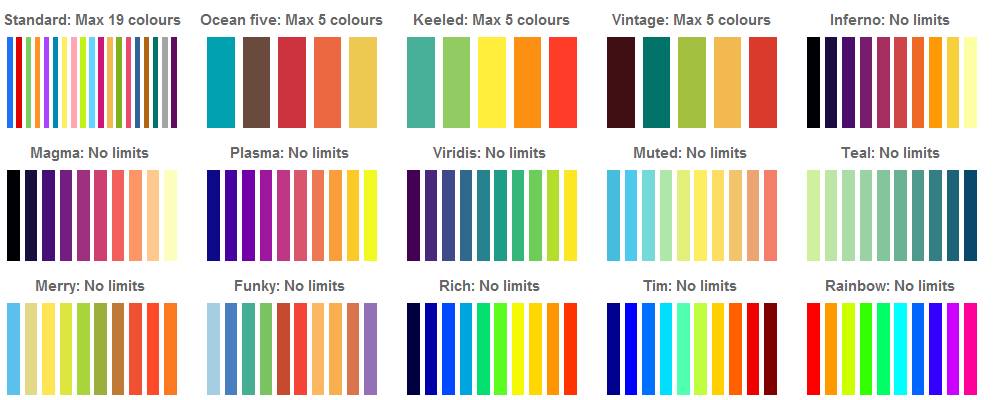 Standard: Max 19 colours
Ocean five: Max 5 colours
Keeled: Max 5 colours
Vintage: Max 5 colours
Inferno: No limits
Magma: No limits
Plasma: No limits
Viridis: No limits
Muted: No limits
Teal: No limits
Merry: No limits
Funky: No limits
Rich: No limits
Tim: No limits
Rainbow: No limits